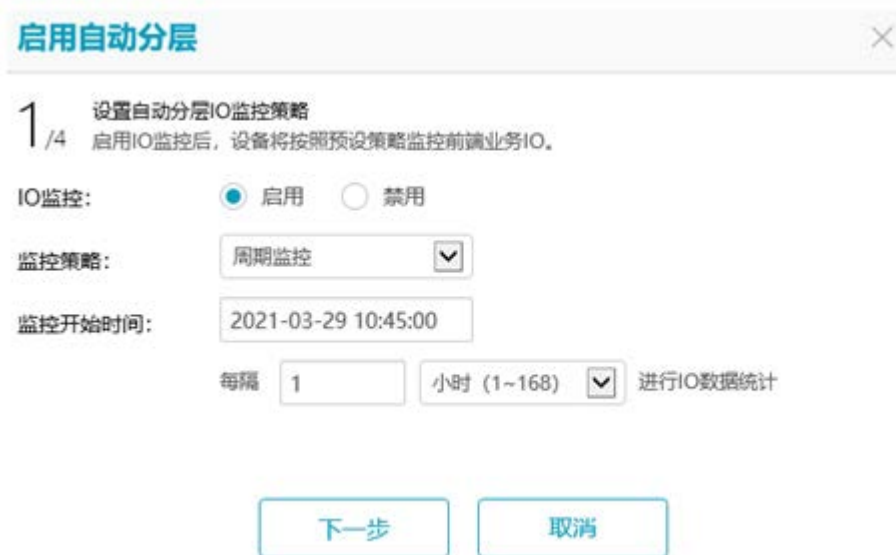 启用自动分层
1/4 设置自动分层IO监控策略
启用IO监控后，设备将按照预设策略监控前端业务IO。
IO监控： 启用 禁用
监控策略： 周期监控
监控开始时间： 2021-03-29 10:45:00
每隔 1 小时（1~168） 进行IO数据统计
下一步 取消